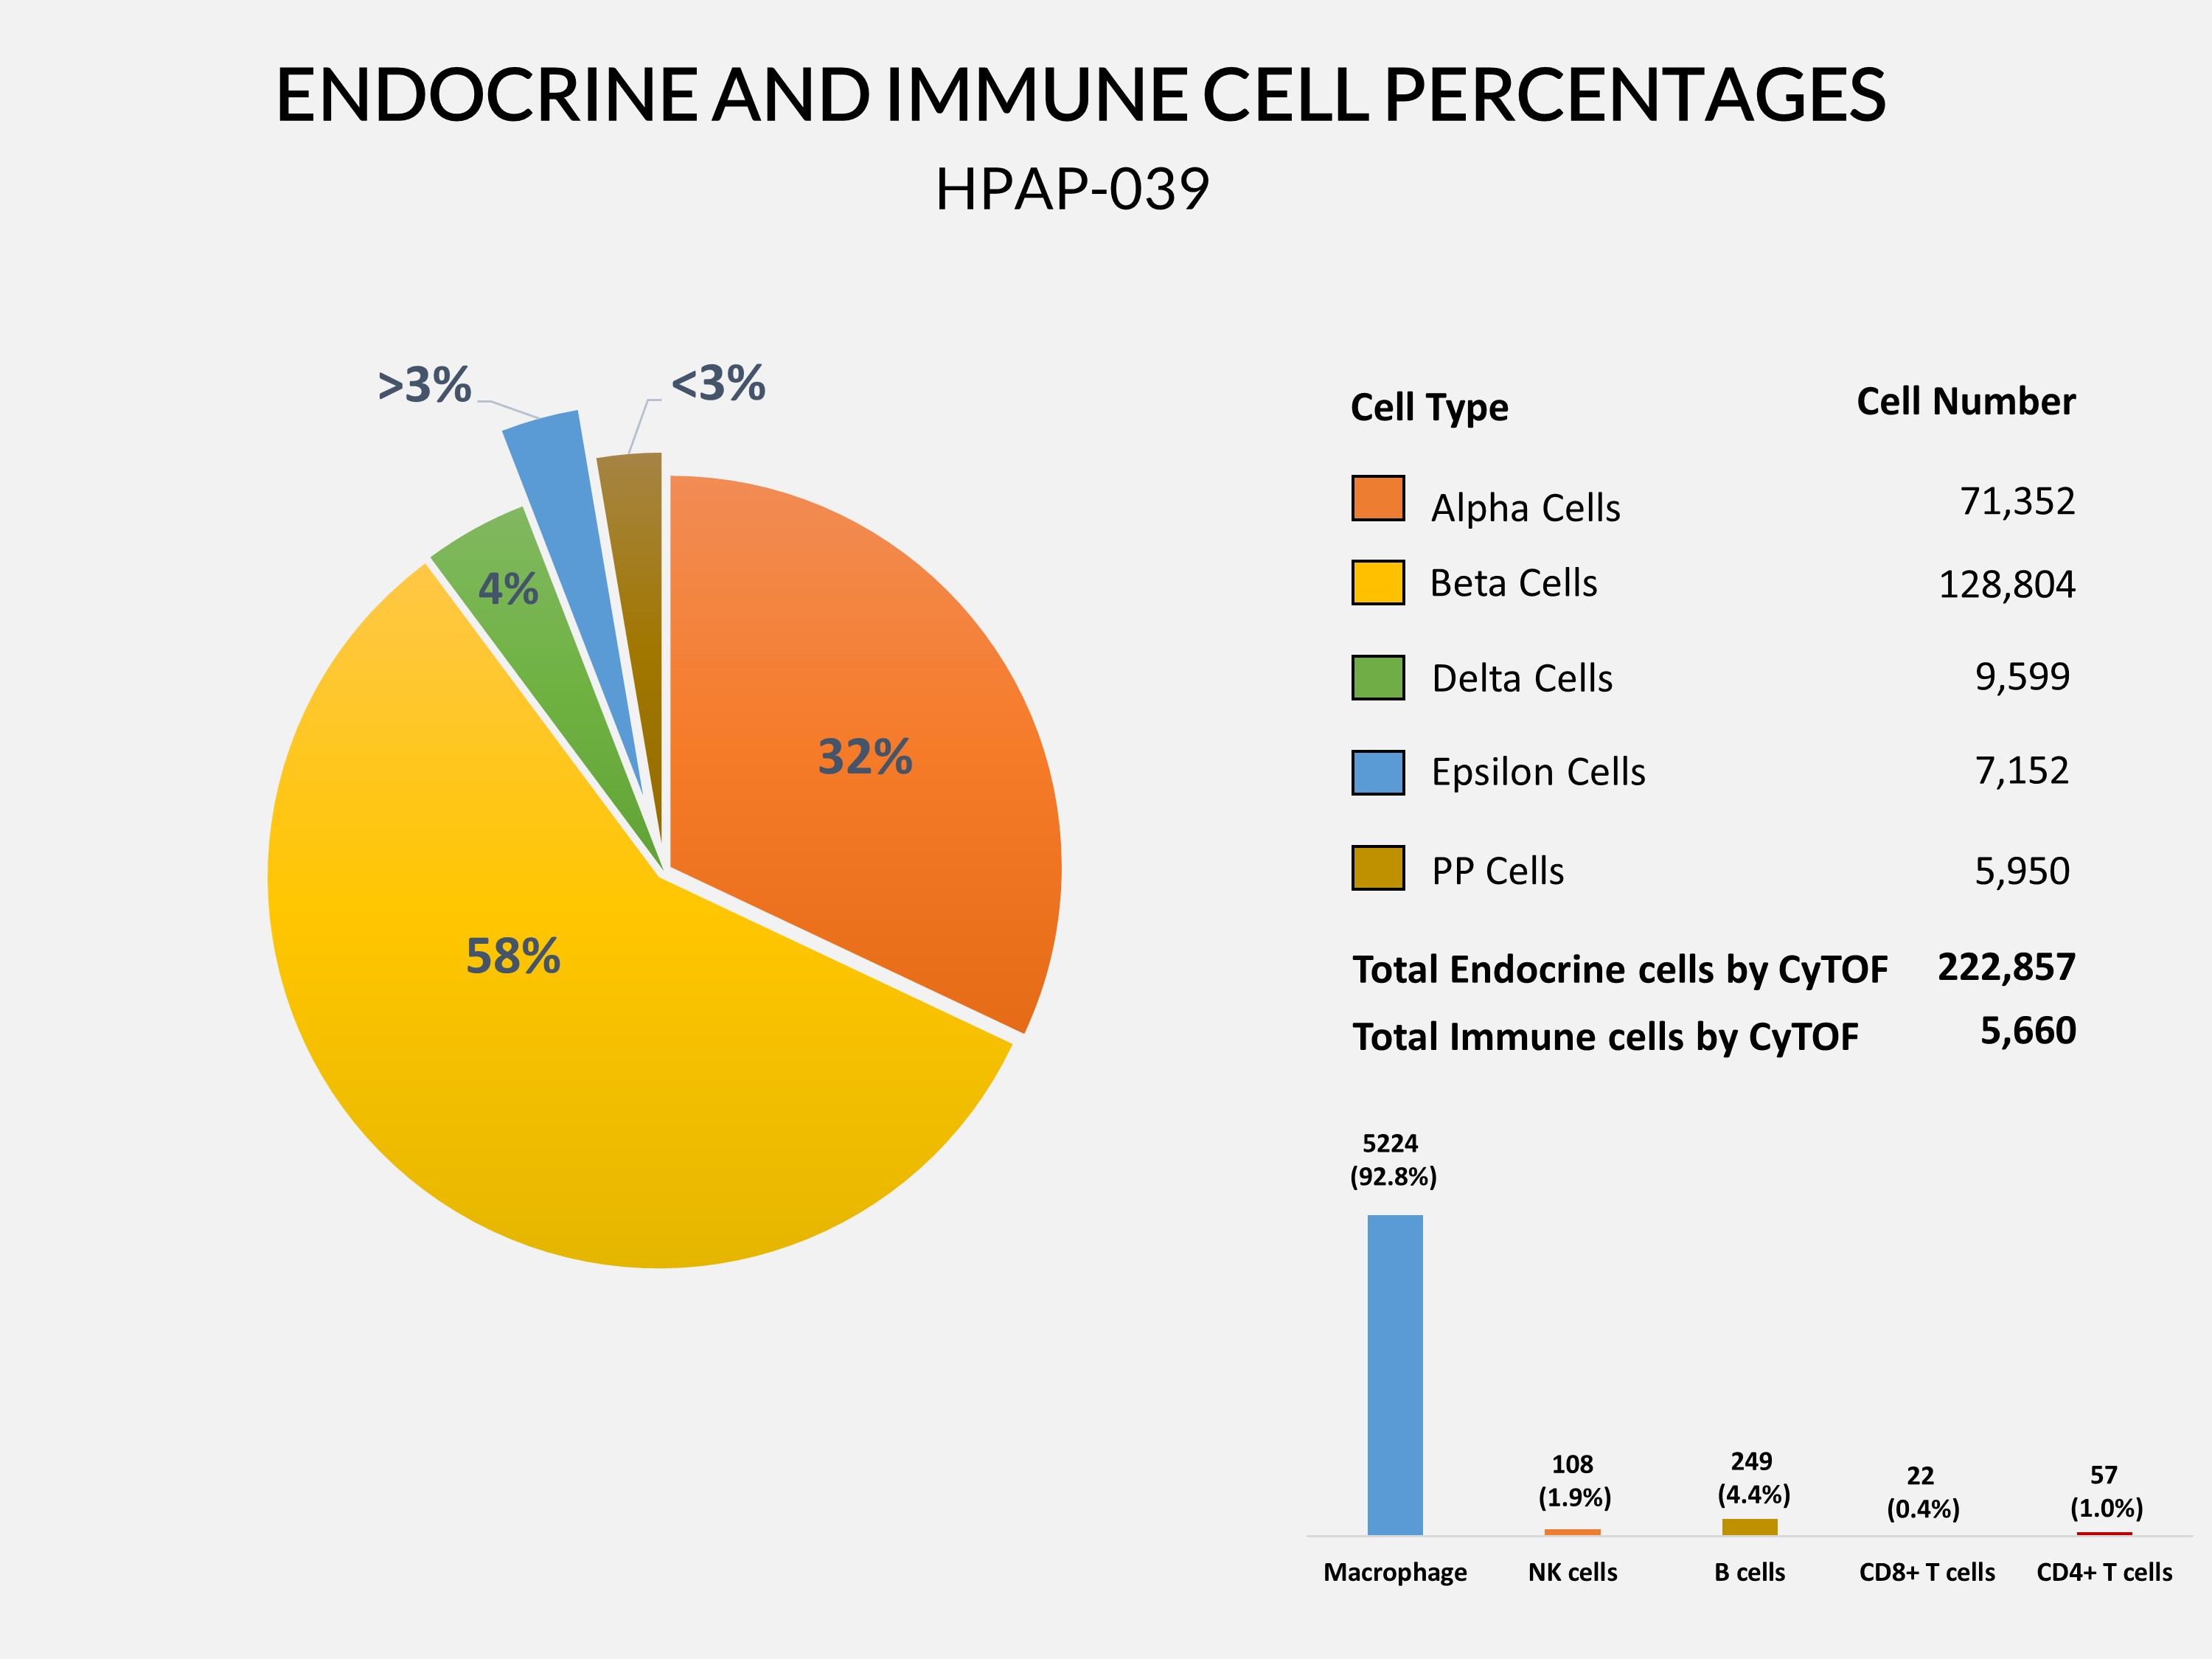 ENDOCRINE AND IMMUNE CELL PERCENTAGES
HPAP-039
>3%
<3%
4%
32%
58%
Cell Type Cell Number
Alpha Cells 71,352
Beta Cells 128,804
Delta Cells 9,599
Epsilon Cells 7,152
PP Cells 5,950
Total Endocrine cells by CyTOF 222,857
Total Immune cells by CyTOF 5,660
5224
(92.8%)
108
(1.9%)
249
(4.4%)
22
(0.4%)
57
(1.0%)
Macrophage NK cells B cells CD8+ T cells CD4+ T cells